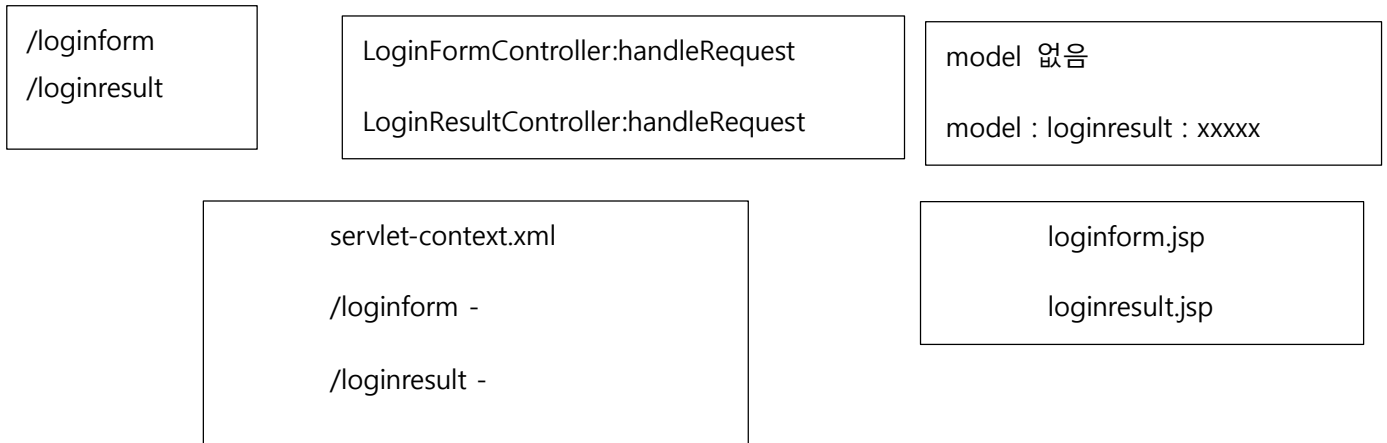 /loginform
/loginresult
LoginFormController:handleRequest
LoginResultController:handleRequest
model 없음
model : loginresult : xxxxx
servlet-context.xml
/loginform -
/loginresult -
loginform.jsp
loginresult.jsp